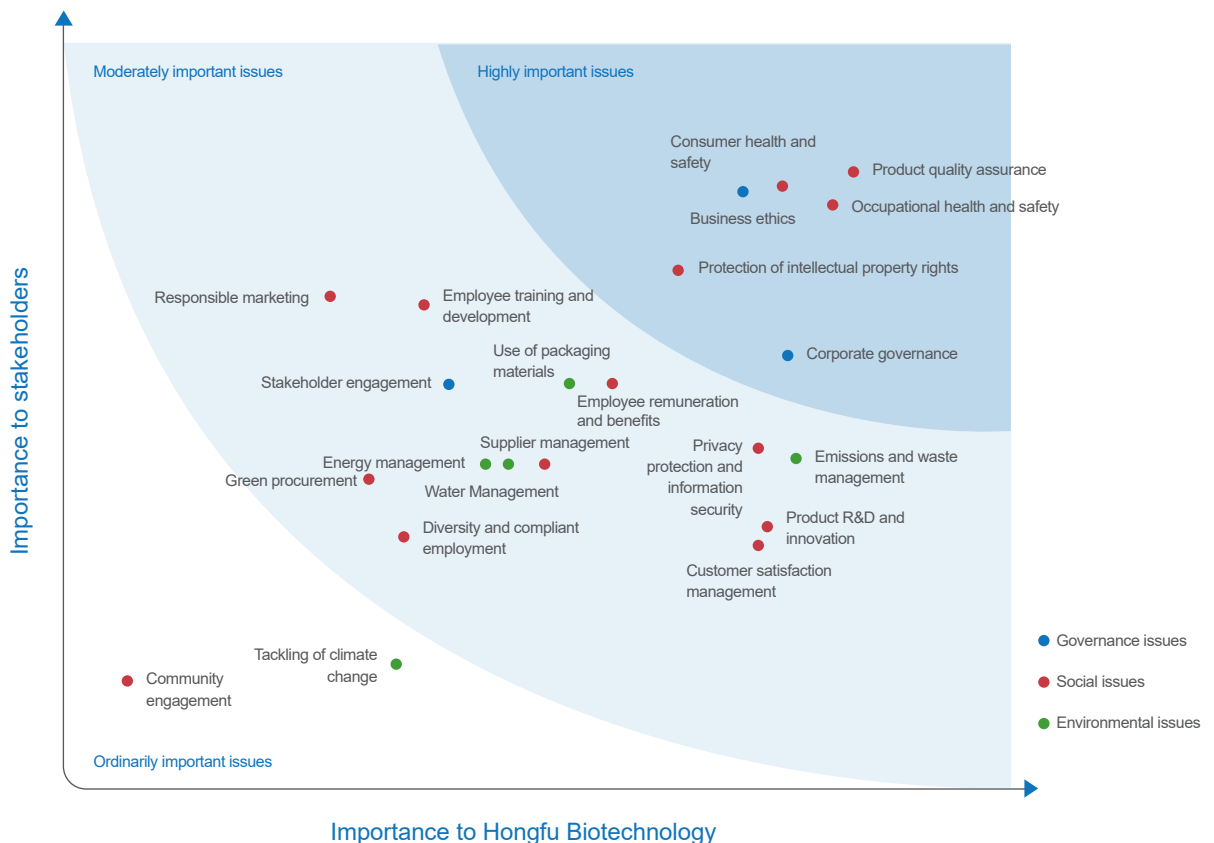 Moderately important issues
Highly important issues
Consumer health and
safety
Product quality assurance
Occupational health and safety
Business ethics
Protection of intellectual property rights
Responsible marketing
Employee training and
development
Corporate governance
Use of packaging
materials
Stakeholder engagement
Employee remuneration
and benefits
Supplier management
Energy management
Green procurement
Water Management
Privacy
protection and
information
security
Emissions and waste
management
Diversity and compliant
employment
Product R&D and
innovation
Customer satisfaction
management
Tackling of climate
change
Community
engagement
Ordinarily important issues
Governance issues
Social issues
Environmental issues
Importance to stakeholders
Importance to Hongfu Biotechnology